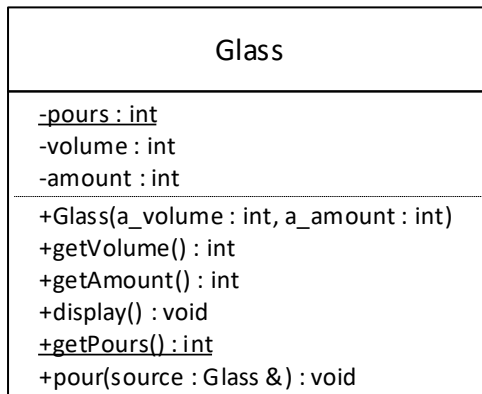 Glass
-pours : int
-volume : int
-amount : int
+Glass(a_volume : int, a_amount : int)
+getVolume() : int
+getAmount() : int
+display() : void
+getPours() : int
+pour(source : Glass &) : void